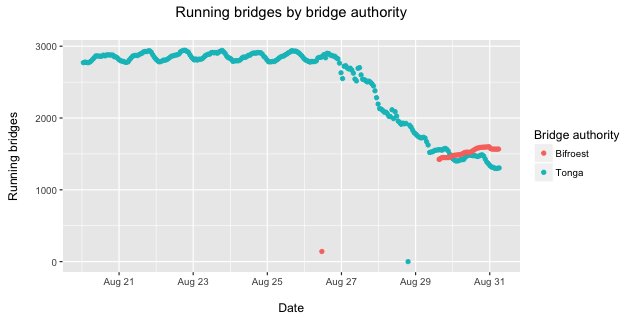 Running bridges by bridge authority
3000
2000
1000
0
Running bridges
Aug 21
Aug 23
Aug 25
Aug 27
Aug 29
Aug 31
Date
Bridge authority
Bifroest
Tonga